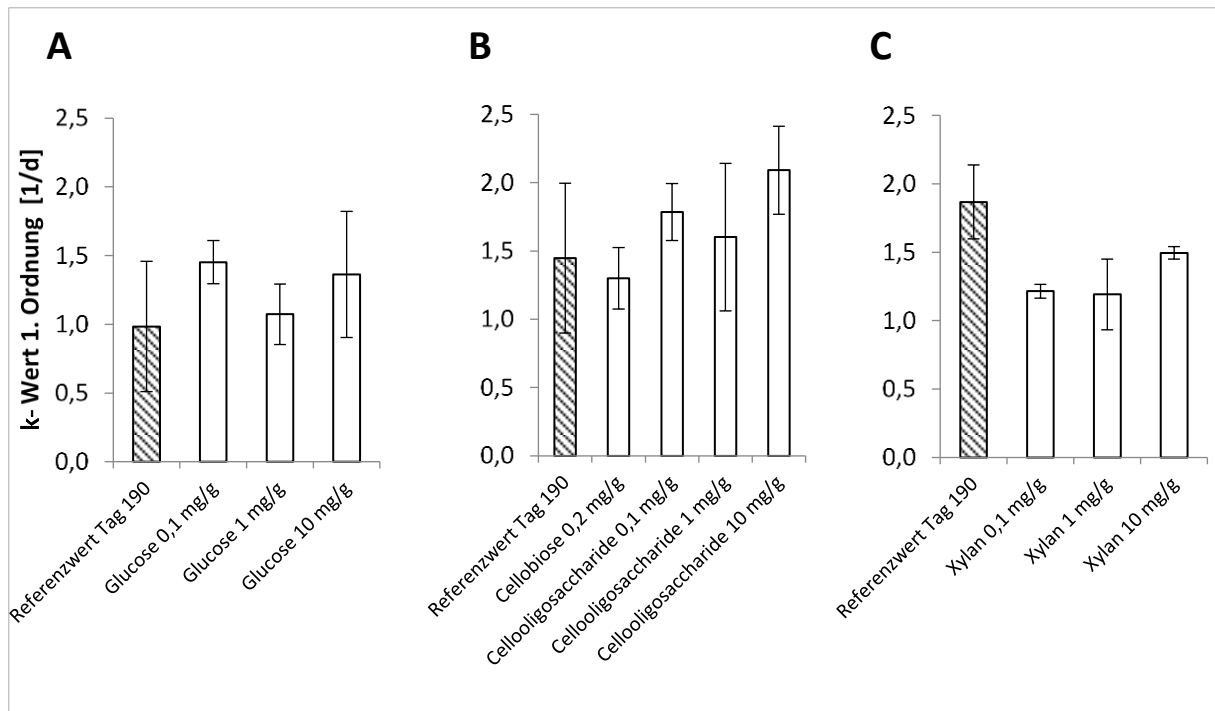 A
B
C
k- Wert 1. Ordnung [1/d]
2,5
2,0
1,5
1,0
0,5
0,0
Referenzwert Tag 190
Glucose 0,1 mg/g
Glucose 1 mg/g
Glucose 10 mg/g
2,5
2,0
1,5
1,0
0,5
0,0
Referenzwert Tag 190
Cellobiose 0,2 mg/g
Cellooligosaccharide 0,1 mg/g
Cellooligosaccharide 1 mg/g
Cellooligosaccharide 10 mg/g
2,5
2,0
1,5
1,0
0,5
0,0
Referenzwert Tag 190
Xylan 0,1 mg/g
Xylan 1 mg/g
Xylan 10 mg/g